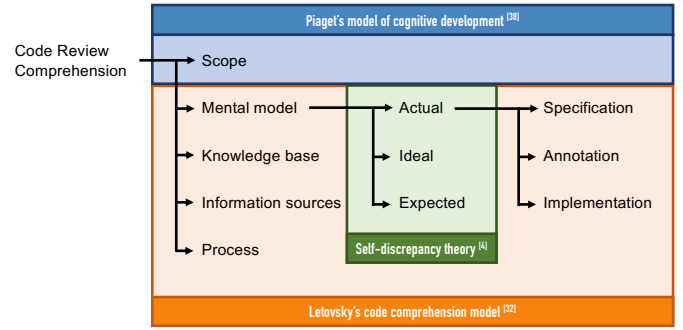 Piaget's model of cognitive development [38]
Code Review
Comprehension
Scope
Mental model
Actual
Specification
Knowledge base
Ideal
Annotation
Information sources
Expected
Implementation
Process
Self-discrepancy theory [4]
Letovsky's code comprehension model [32]